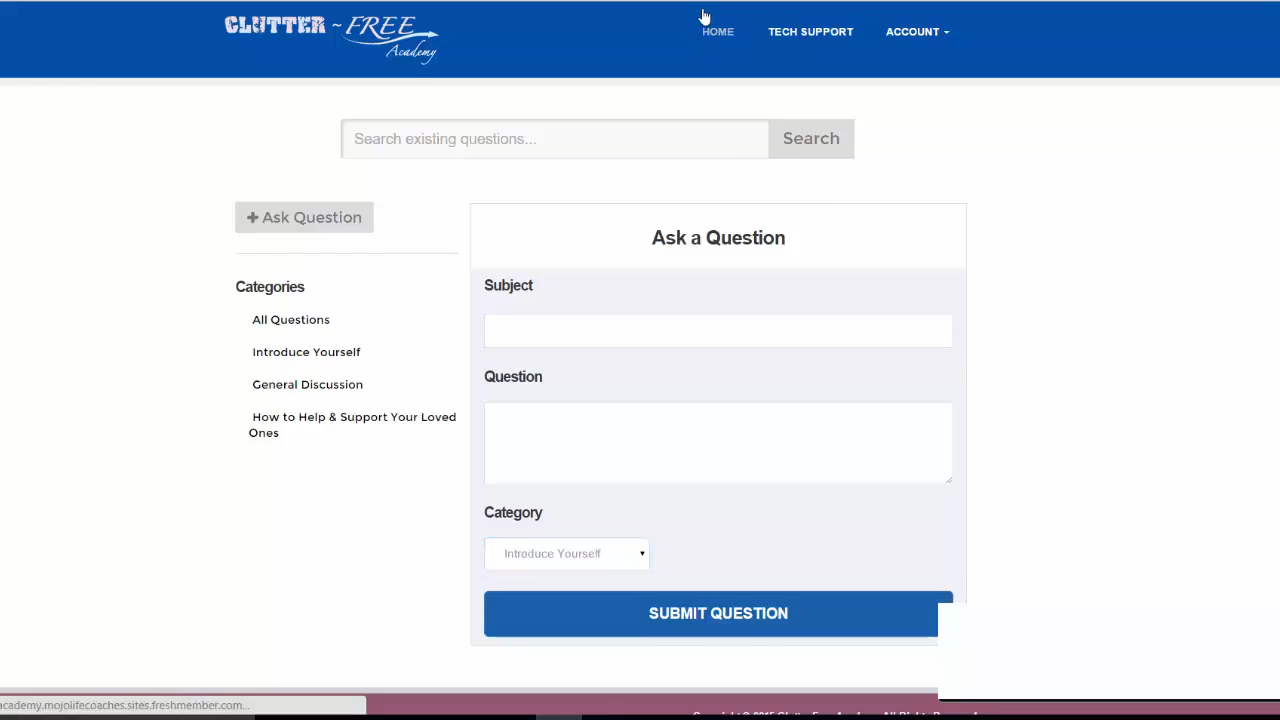 CLUTTER ~ FREE
Academy
HOME
TECH SUPPORT
ACCOUNT
Search existing questions...
Search
+ Ask Question
Categories
All Questions
Introduce Yourself
General Discussion
How to Help & Support Your Loved
Ones
Ask a Question
Subject
Question
Category
Introduce Yourself
SUBMIT QUESTION
academy.mojolifecoaches.sites.freshmember.com...